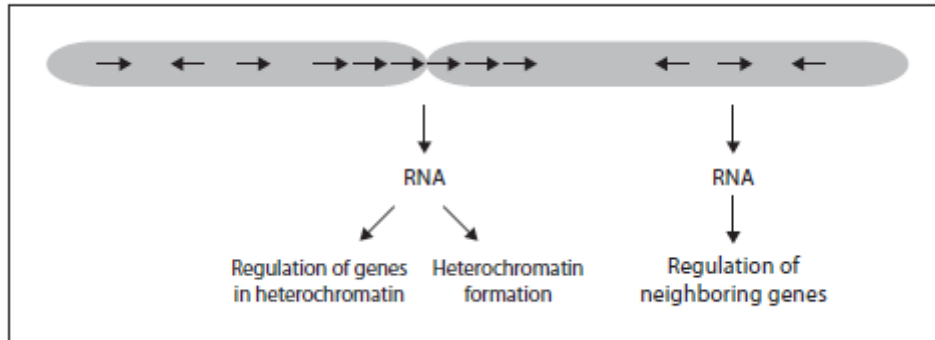 RNA
RNA
Regulation of genes
in heterochromatin
Heterochromatin
formation
Regulation of
neighboring genes